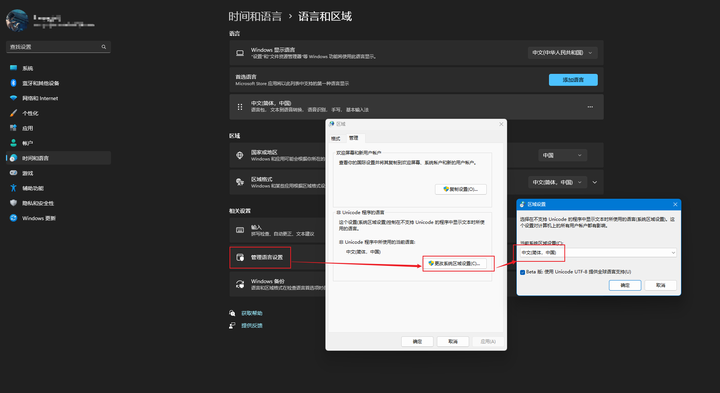 时间和语言 › 语言和区域
查找设置
系统
蓝牙和其他设备
网络和 Internet
个性化
应用
帐户
时间和语言
游戏
辅助功能
隐私和安全性
Windows 更新
语言
Windows 显示语言
“设置”和“文件资源管理器”等 Windows 功能将使用此语言显示。
中文(中华人民共和国)
首选语言
Microsoft Store 应用将以此列表中支持的第一种语言显示
添加语言
中文(简体，中国)
语言包、文本到语音转换、语音识别、手写、基本输入法
区域
国家或地区
Windows 和应用可能会根据你所在的
中国
区域格式
Windows 和某些应用根据区域格式设
中文(简体，中国)
相关设置
输入
拼写检查、自动更正、文本建议
管理语言设置
Windows 备份
语言和区域格式在检查语言首选项时
获取帮助
提供反馈
区域
格式 管理
欢迎屏幕和新用户帐户
查看你的国际设置并将其复制到欢迎屏幕、系统帐户和新的用户帐户。
复制设置(O)...
非 Unicode 程序的语言
这个设置(系统区域设置)控制在不支持 Unicode 的程序中显示文本时所使用的语言。
非 Unicode 程序中所使用的当前语言:
中文(简体，中国)
更改系统区域设置(C)...
确定 取消 应用(A)
区域设置
选择在不支持 Unicode 的程序中显示文本时使用的语言(系统区域设置)。这个设置对计算机上的所有用户帐户都有影响。
当前系统区域设置(C):
中文(简体，中国)
Beta 版: 使用 Unicode UTF-8 提供全球语言支持(U)
确定 取消